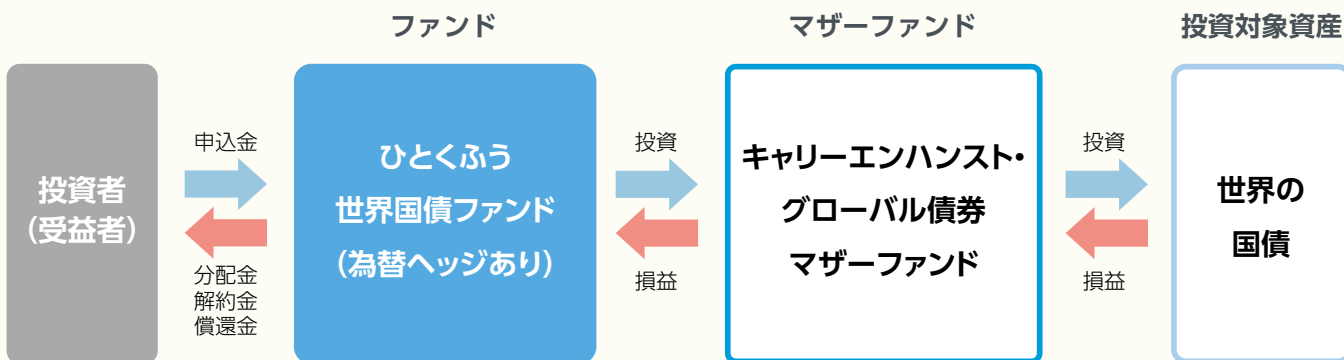 ファンド
マザーファンド
投資対象資産
投資者
(受益者)
申込金
分配金
解約金
償還金
ひとくふう
世界国債ファンド
(為替ヘッジあり)
投資
損益
キャリーエンハンスト・
グローバル債券
マザーファンド
投資
損益
世界の
国債